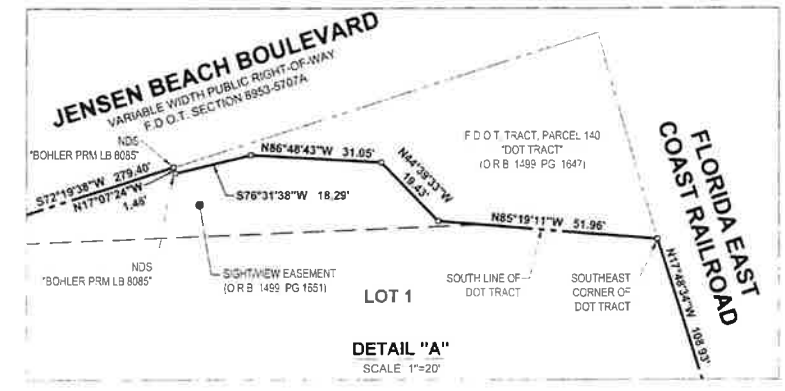 JENSEN BEACH BOULEVARD
VARIABLE WIDTH PUBLIC RIGHT-OF-WAY
F.D.O.T. SECTION 8953-5707A
NDS
"BOHLER PRM LB 8085"
S72°19'38"W 279.40'
N17°07'24"W
1.46'
N86°48'43"W 31.05'
S76°31'38"W 18.29'
N44°39'33"W
19.43'
F.D.O.T. TRACT, PARCEL 140
"DOT TRACT"
(O R B 1499 PG 1647)
FLORIDA EAST
COAST RAILROAD
N85°19'11"W 51.96'
N17°48'34"W 108.93'
NDS
"BOHLER PRM LB 8085"
SIGHT/VIEW EASEMENT
(O R B 1499 PG 1651)
LOT 1
SOUTH LINE OF
DOT TRACT
SOUTHEAST
CORNER OF
DOT TRACT
DETAIL "A"
SCALE 1"=20'